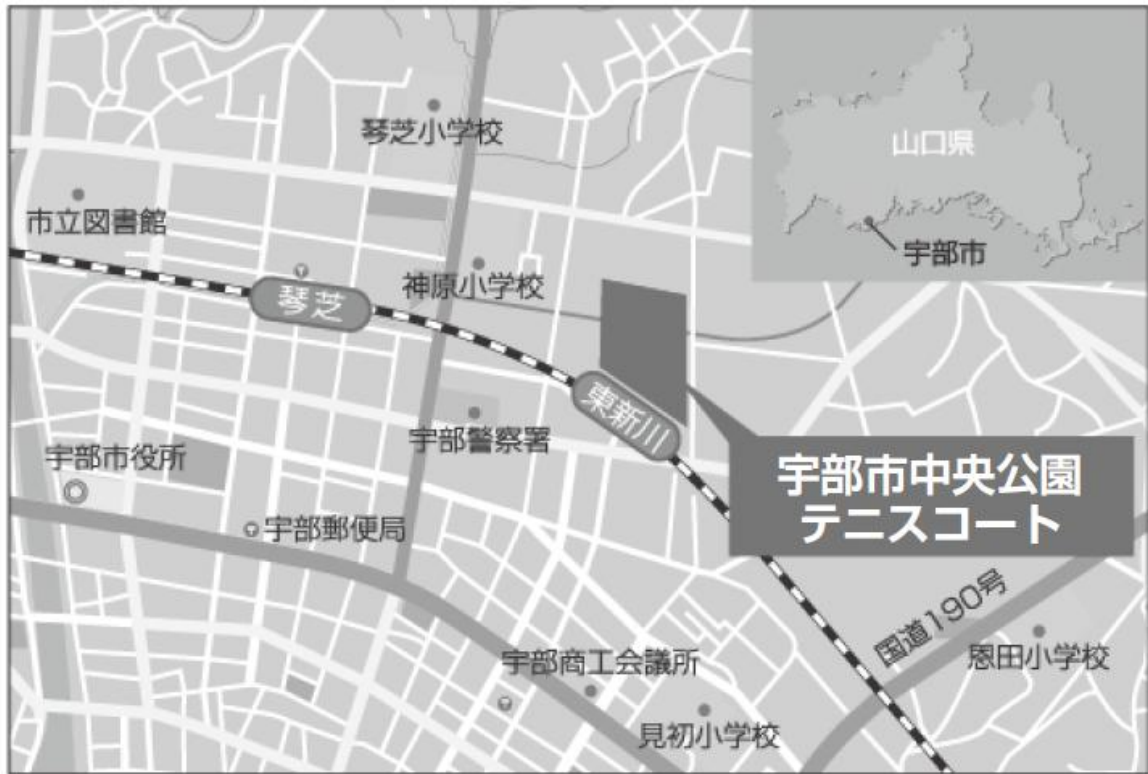 琴芝小学校
山口県
市立図書館
宇部市
神原小学校
琴芝
東新川
宇部警察署
宇部市役所
宇部市中央公園
テニスコート
宇部郵便局
国道190号
恩田小学校
宇部商工会議所
見初小学校